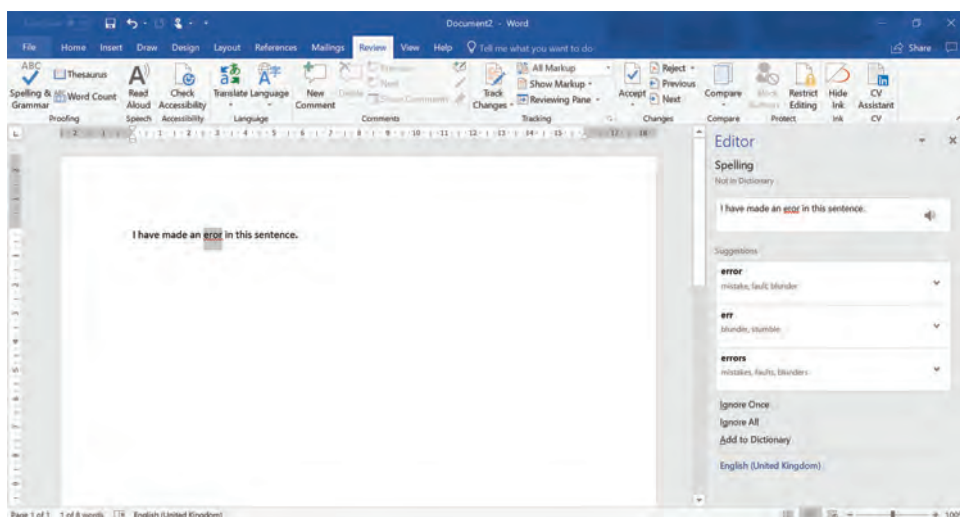 Document2 - Word
File Home Insert Draw Design Layout References Mailings Review View Help Tell me what you want to do Share
ABC
Spelling & Grammar
Thesaurus
Word Count
Proofing
Read Aloud
Speech
Check Accessibility
Accessibility
Translate Language
Language
New Comment
Delete
Previous
Next
Show Comments
Comments
Track Changes
All Markup
Show Markup
Reviewing Pane
Tracking
Accept
Reject
Previous
Next
Changes
Compare
Compare
Block Authors
Restrict Editing
Protect
Hide Ink
Ink
CV Assistant
CV
I have made an eror in this sentence.
Editor
Spelling
Not in Dictionary
I have made an eror in this sentence.
Suggestions
error
mistake, fault, blunder
err
blunder, stumble
errors
mistakes, faults, blunders
Ignore Once
Ignore All
Add to Dictionary
English (United Kingdom)
Page 1 of 1 1 of 8 words English (United Kingdom) 100%